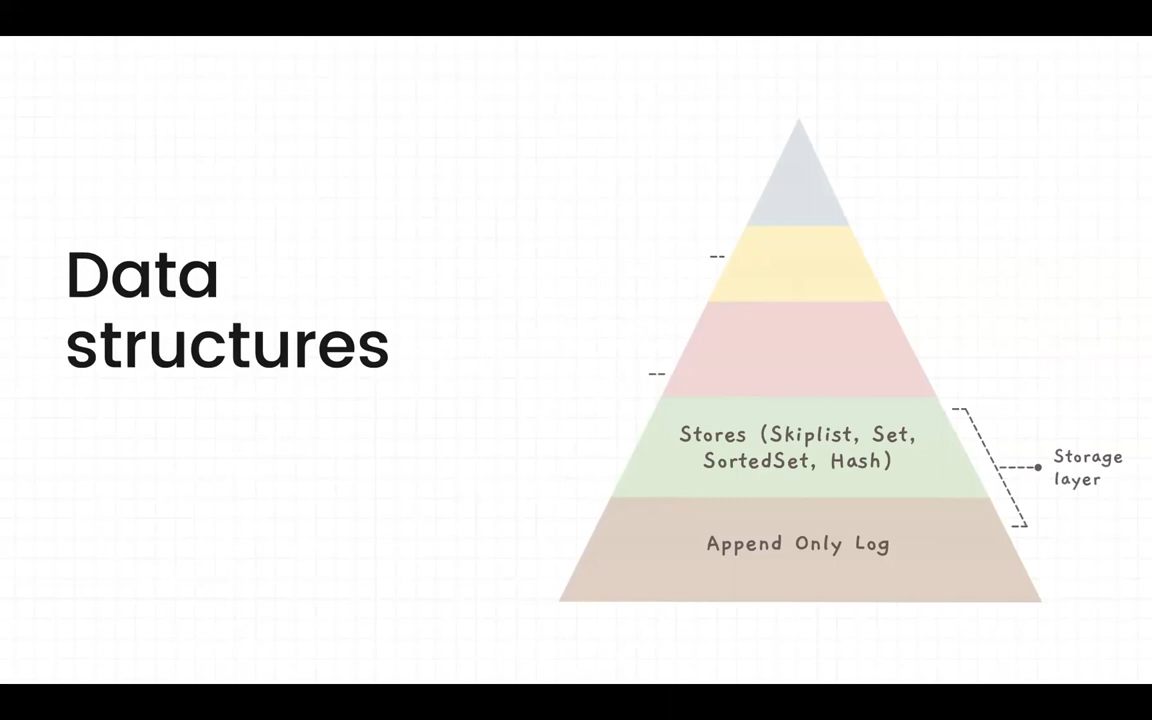 Data
structures
Stores (Skiplist, Set,
SortedSet, Hash)
Storage
layer
Append Only Log